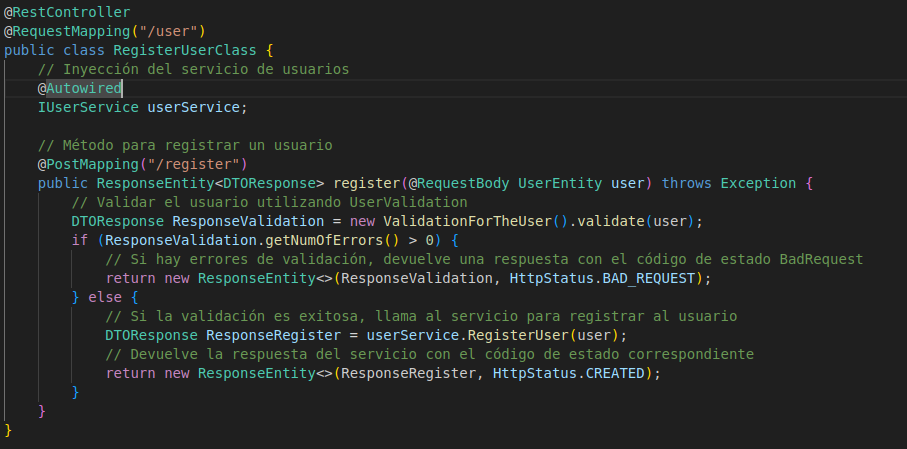 @RestController
@RequestMapping("/user")
public class RegisterUserClass {
// Inyección del servicio de usuarios
@Autowired
IUserService userService;
// Método para registrar un usuario
@PostMapping("/register")
public ResponseEntity<DTOResponse> register(@RequestBody UserEntity user) throws Exception {
// Validar el usuario utilizando UserValidation
DTOResponse ResponseValidation = new ValidationForTheUser().validate(user);
if (ResponseValidation.getNumOfErrors() > 0) {
// Si hay errores de validación, devuelve una respuesta con el código de estado BadRequest
return new ResponseEntity<>(ResponseValidation, HttpStatus.BAD_REQUEST);
} else {
// Si la validación es exitosa, llama al servicio para registrar al usuario
DTOResponse ResponseRegister = userService.RegisterUser(user);
// Devuelve la respuesta del servicio con el código de estado correspondiente
return new ResponseEntity<>(ResponseRegister, HttpStatus.CREATED);
}
}
}